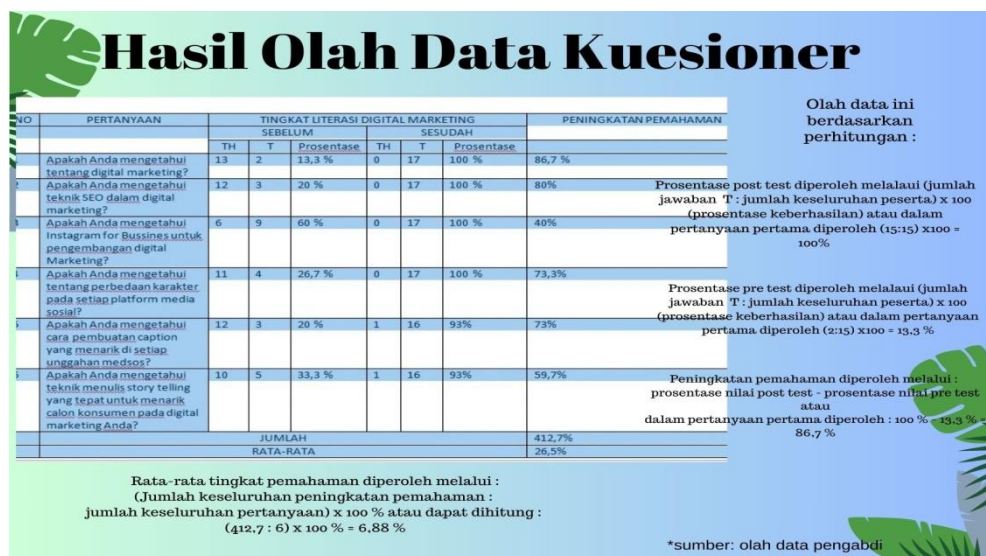 Hasil Olah Data Kuesioner
NO PERTANYAAN TINGKAT LITERASI DIGITAL MARKETING PENINGKATAN PEMAHAMAN
SEBELUM SESUDAH
TH T Prosentase TH T Prosentase
Apakah Anda mengetahui 13 2 13,3 % 0 17 100 % 86,7 %
tentang digital marketing?
Apakah Anda mengetahui 12 3 20 % 0 17 100 % 80%
teknik SEO dalam digital
marketing?
Apakah Anda mengetahui 6 9 60 % 0 17 100 % 40%
Instagram for Bussines untuk
pengembangan digital
Marketing?
Apakah Anda mengetahui 11 4 26,7 % 0 17 100 % 73,3%
tentang perbedaan karakter
pada setiap platform media
sosial?
Apakah Anda mengetahui 12 3 20 % 1 16 93% 73%
cara pembuatan caption
yang menarik di setiap
unggahan medsos?
Apakah Anda mengetahui 10 5 33,3 % 1 16 93% 59,7%
teknik menulis story telling
yang tepat untuk menarik
calon konsumen pada digital
marketing Anda?
JUMLAH 412,7%
RATA-RATA 26,5%
Olah data ini
berdasarkan
perhitungan :
Prosentase post test diperoleh melalaui (jumlah
jawaban 'T' : jumlah keseluruhan peserta) x 100
(prosentase keberhasilan) atau dalam
pertanyaan pertama diperoleh (15:15) x100 =
100%
Prosentase pre test diperoleh melalaui (jumlah
jawaban 'T' : jumlah keseluruhan peserta) x 100
(prosentase keberhasilan) atau dalam pertanyaan
pertama diperoleh (2:15) x100 = 13,3 %
Peningkatan pemahaman diperoleh melalui :
prosentase nilai post test - prosentase nilai pre test
atau
dalam pertanyaan pertama diperoleh : 100 % - 13,3 % =
86,7 %
Rata-rata tingkat pemahaman diperoleh melalui :
(Jumlah keseluruhan peningkatan pemahaman :
jumlah keseluruhan pertanyaan) x 100 % atau dapat dihitung :
(412,7 : 6) x 100 % = 6,88 %
*sumber: olah data pengabdi